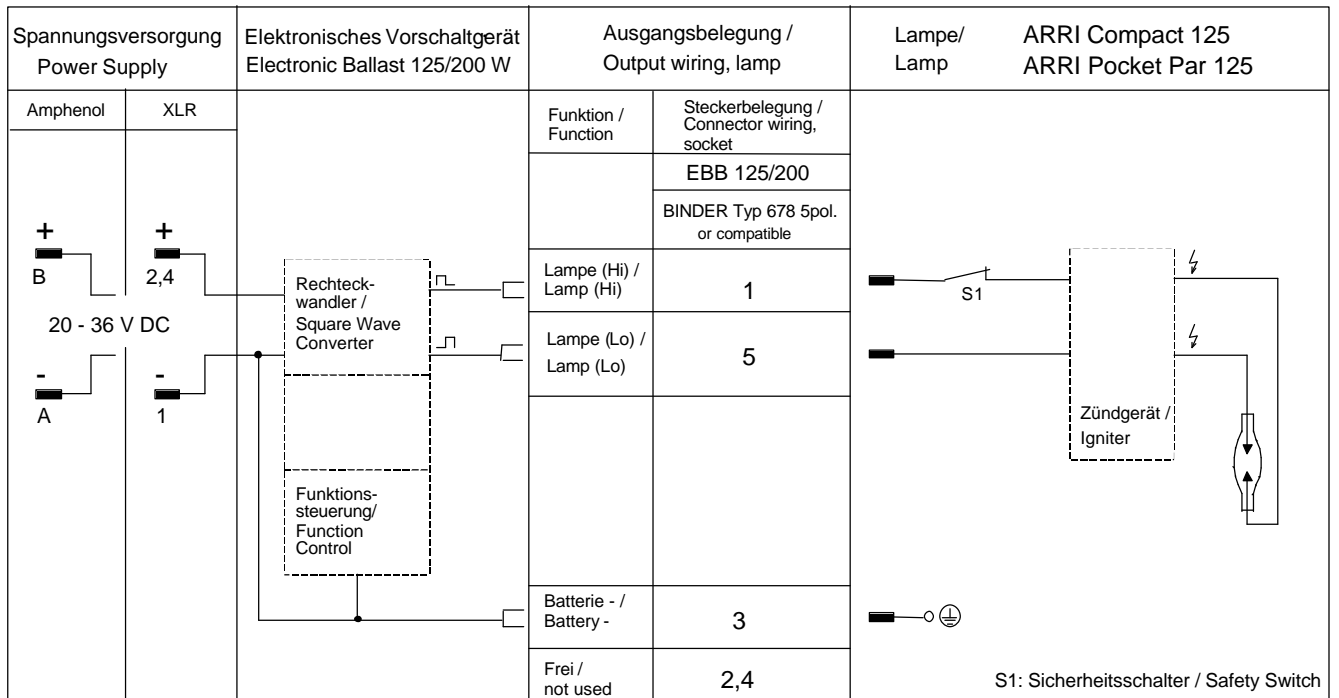 Spannungsversorgung
Power Supply
Elektronisches Vorschaltgerät
Electronic Ballast 125/200 W
Ausgangsbelegung /
Output wiring, lamp
Lampe/
Lamp
ARRI Compact 125
ARRI Pocket Par 125
Amphenol
XLR
Funktion /
Function
Steckerbelegung /
Connector wiring,
socket
EBB 125/200
BINDER Typ 678 5pol.
or compatible
+
B
+
2,4
20 - 36 V DC
-
A
-
1
Rechteck-
wandler /
Square Wave
Converter
Funktions-
steuerung/
Function
Control
Lampe (Hi) /
Lamp (Hi)
1
Lampe (Lo) /
Lamp (Lo)
5
Batterie - /
Battery -
3
Frei /
not used
2,4
S1
Zündgerät /
Igniter
S1: Sicherheitsschalter / Safety Switch